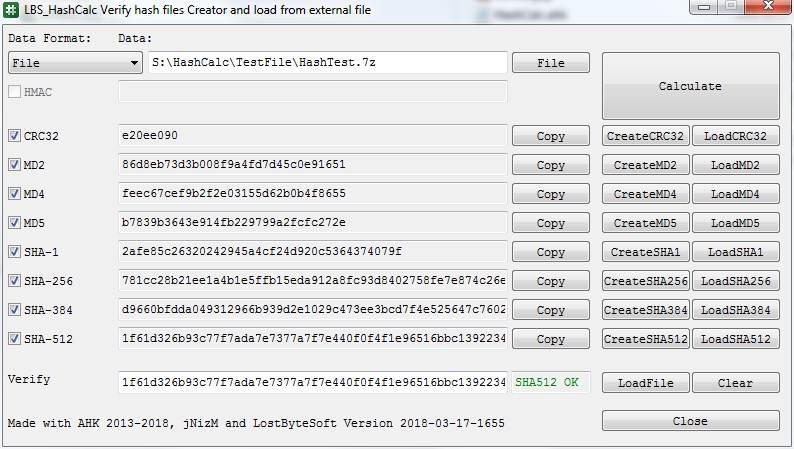 LBS_HashCalc Verify hash files Creator and load from external file
Data Format: Data:
File S:\HashCalc\TestFile\HashTest.7z File
Calculate
HMAC
CRC32 e20ee090 Copy CreateCRC32 LoadCRC32
MD2 86d8eb73d3b008f9a4fd7d45c0e91651 Copy CreateMD2 LoadMD2
MD4 feec67cef9b2f2e03155d62b0b4f8655 Copy CreateMD4 LoadMD4
MD5 b7839b3643e914fb229799a2fcfc272e Copy CreateMD5 LoadMD5
SHA-1 2afe85c26320242945a4cf24d920c5364374079f Copy CreateSHA1 LoadSHA1
SHA-256 781cc28b21ee1a4b1e5ffb15eda912a8fc93d8402758fe7e874c26e Copy CreateSHA256 LoadSHA256
SHA-384 d9660bfdda049312966b939d2e1029c473ee3bcd7f4e525647c7602 Copy CreateSHA384 LoadSHA384
SHA-512 1f61d326b93c77f7ada7e7377a7f7e440f0f4f1e96516bbc1392234 Copy CreateSHA512 LoadSHA512
Verify 1f61d326b93c77f7ada7e7377a7f7e440f0f4f1e96516bbc1392234 SHA512 OK LoadFile Clear
Made with AHK 2013-2018, jNizM and LostByteSoft Version 2018-03-17-1655 Close